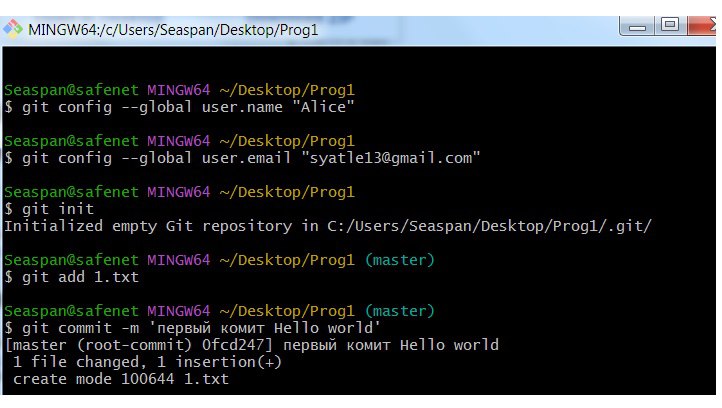 MINGW64:/c/Users/Seaspan/Desktop/Prog1
Seaspan@safenet MINGW64 ~/Desktop/Prog1
$ git config --global user.name "Alice"
Seaspan@safenet MINGW64 ~/Desktop/Prog1
$ git config --global user.email "syatle13@gmail.com"
Seaspan@safenet MINGW64 ~/Desktop/Prog1
$ git init
Initialized empty Git repository in C:/Users/Seaspan/Desktop/Prog1/.git/
Seaspan@safenet MINGW64 ~/Desktop/Prog1 (master)
$ git add 1.txt
Seaspan@safenet MINGW64 ~/Desktop/Prog1 (master)
$ git commit -m 'первый комит Hello world'
[master (root-commit) 0fcd247] первый комит Hello world
1 file changed, 1 insertion(+)
create mode 100644 1.txt